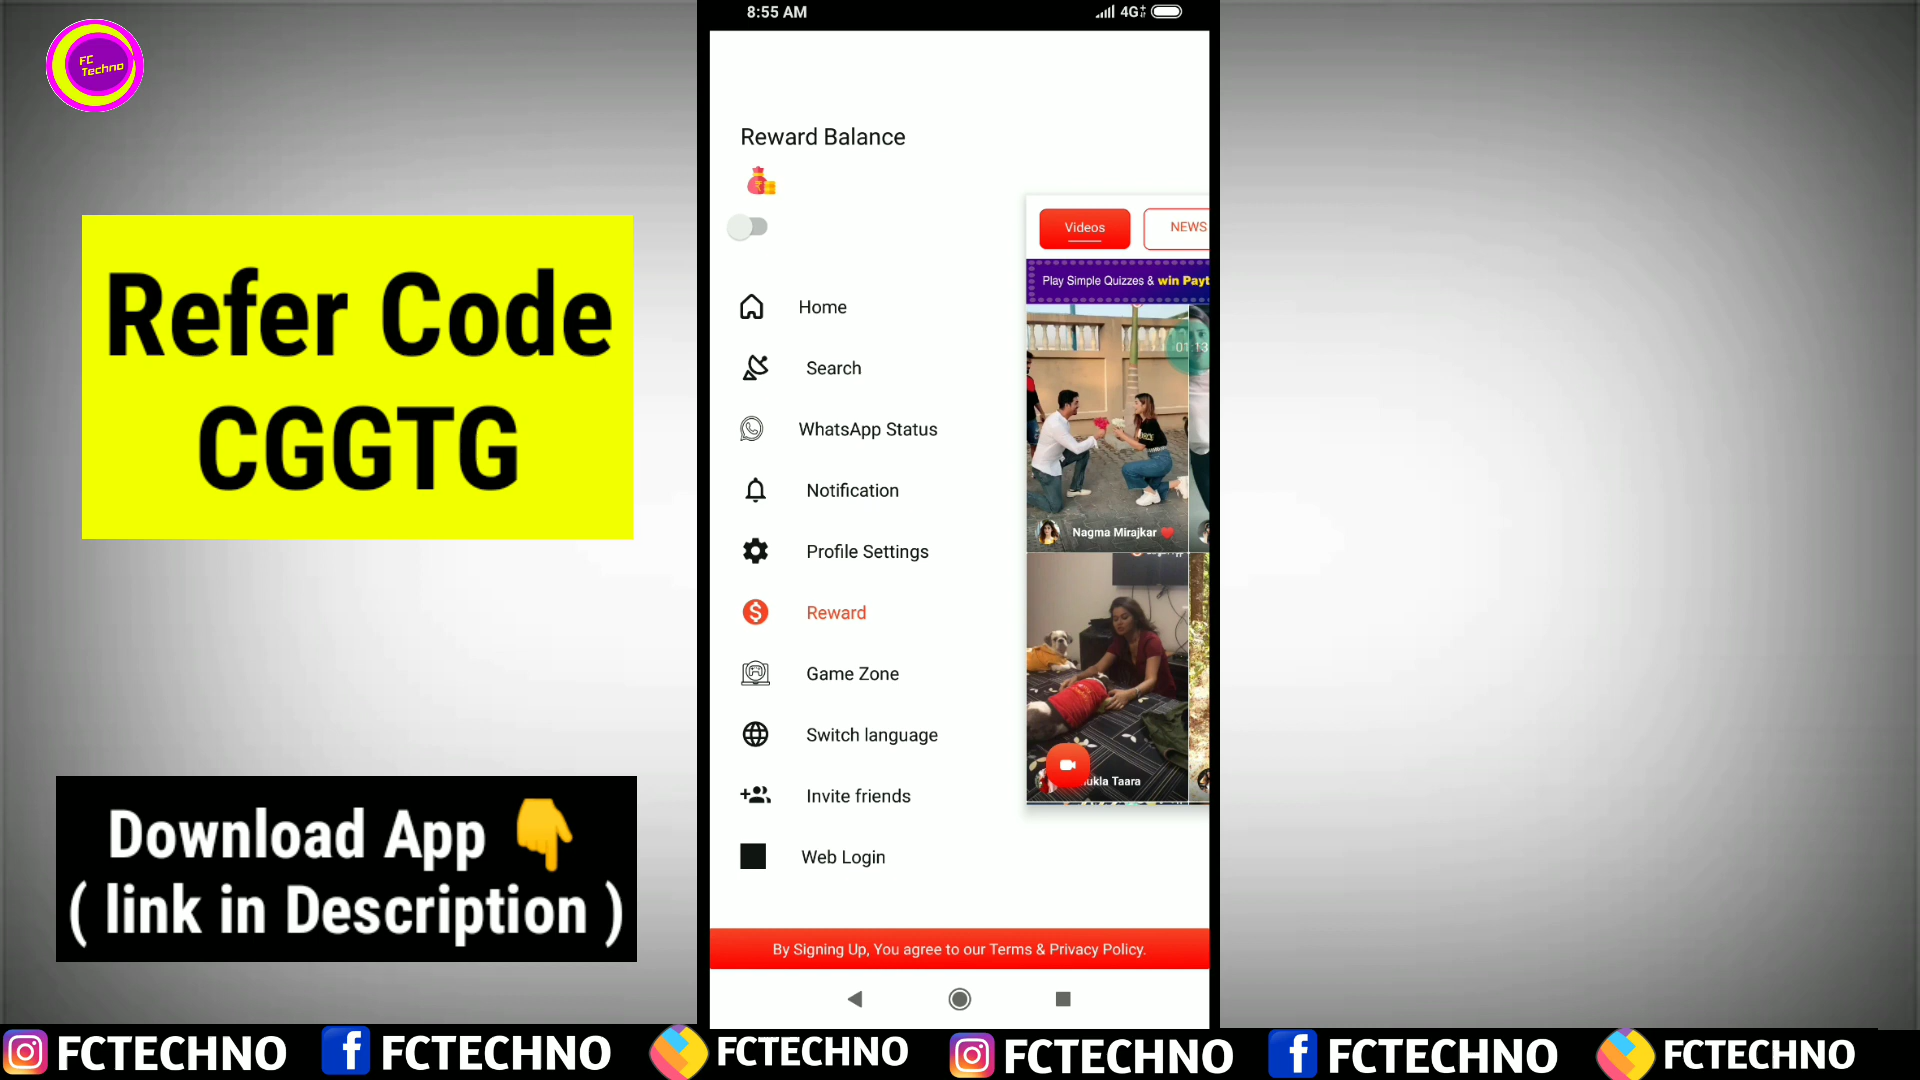 8:55 AM
4G+
FC
Techno
Reward Balance
Refer Code
CGGTG
Home
Search
WhatsApp Status
Notification
Profile Settings
Reward
Game Zone
Switch language
Invite friends
Web Login
Videos
NEWS
Play Simple Quizzes & win Payt
01:13
Nagma Mirajkar
ukla Taara
Download App
( link in Description )
By Signing Up, You agree to our Terms & Privacy Policy.
FCTECHNO
FCTECHNO
FCTECHNO
FCTECHNO
FCTECHNO
FCTECHNO